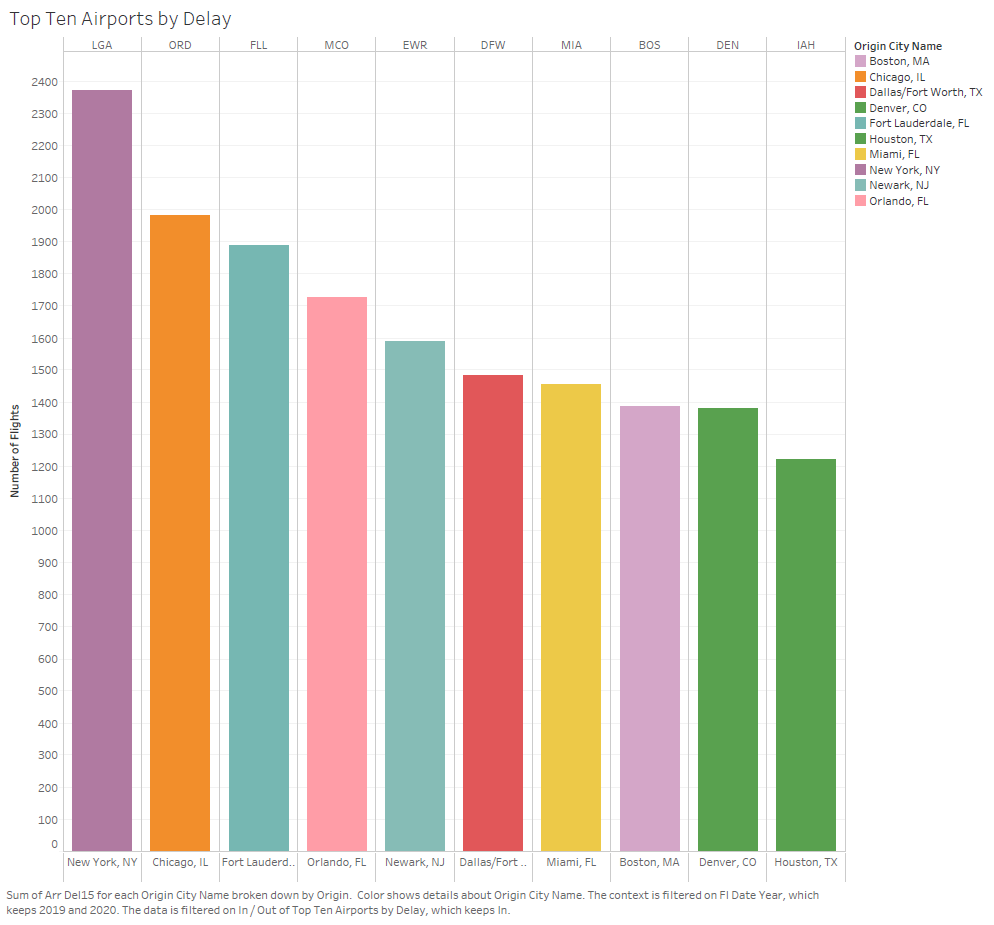 Top Ten Airports by Delay
LGA ORD FLL MCO EWR DFW MIA BOS DEN IAH
Origin City Name
Boston, MA
Chicago, IL
Dallas/Fort Worth, TX
Denver, CO
Fort Lauderdale, FL
Houston, TX
Miami, FL
New York, NY
Newark, NJ
Orlando, FL
2400
2300
2200
2100
2000
1900
1800
1700
1600
1500
1400
1300
1200
1100
1000
900
800
700
600
500
400
300
200
100
0
Number of Flights
New York, NY Chicago, IL Fort Lauderd.. Orlando, FL Newark, NJ Dallas/Fort .. Miami, FL Boston, MA Denver, CO Houston, TX
Sum of Arr Del15 for each Origin City Name broken down by Origin. Color shows details about Origin City Name. The context is filtered on Fl Date Year, which
keeps 2019 and 2020. The data is filtered on In / Out of Top Ten Airports by Delay, which keeps In.